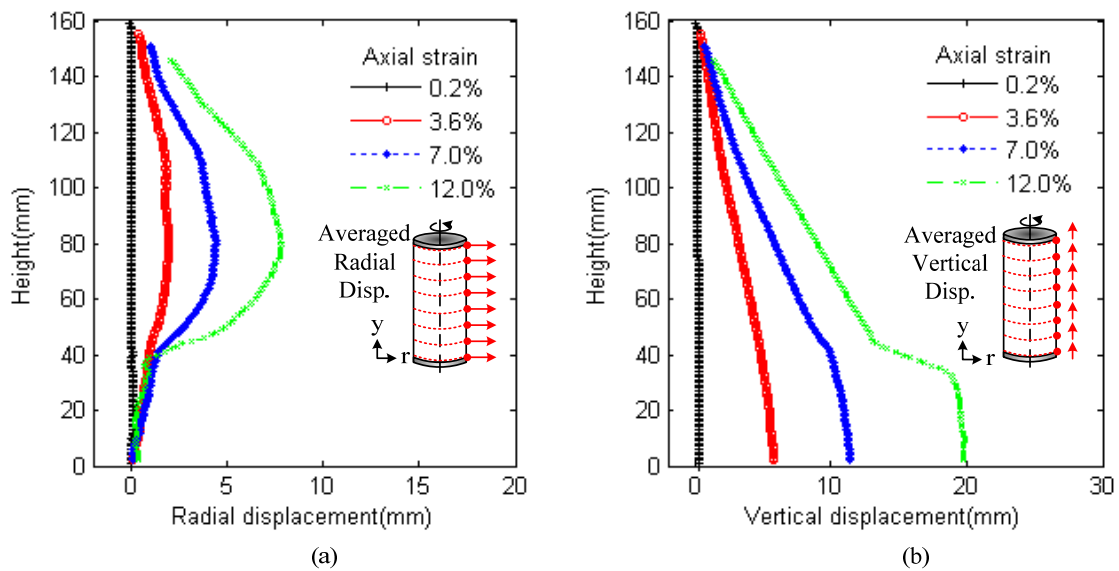 160
140
120
100
80
60
40
20
0
Height(mm)
0
5
10
15
20
Radial displacement(mm)
Axial strain
0.2%
3.6%
7.0%
12.0%
Averaged
Radial
Disp.
y
r
(a)
160
140
120
100
80
60
40
20
0
Height(mm)
0
10
20
30
Vertical displacement(mm)
Axial strain
0.2%
3.6%
7.0%
12.0%
Averaged
Vertical
Disp.
y
r
(b)